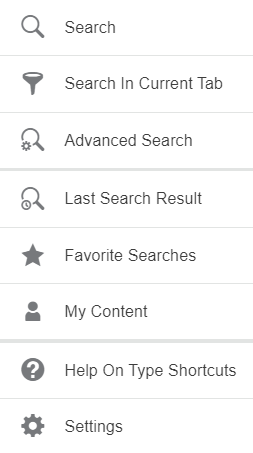 Search
Search In Current Tab
Advanced Search
Last Search Result
Favorite Searches
My Content
Help On Type Shortcuts
Settings